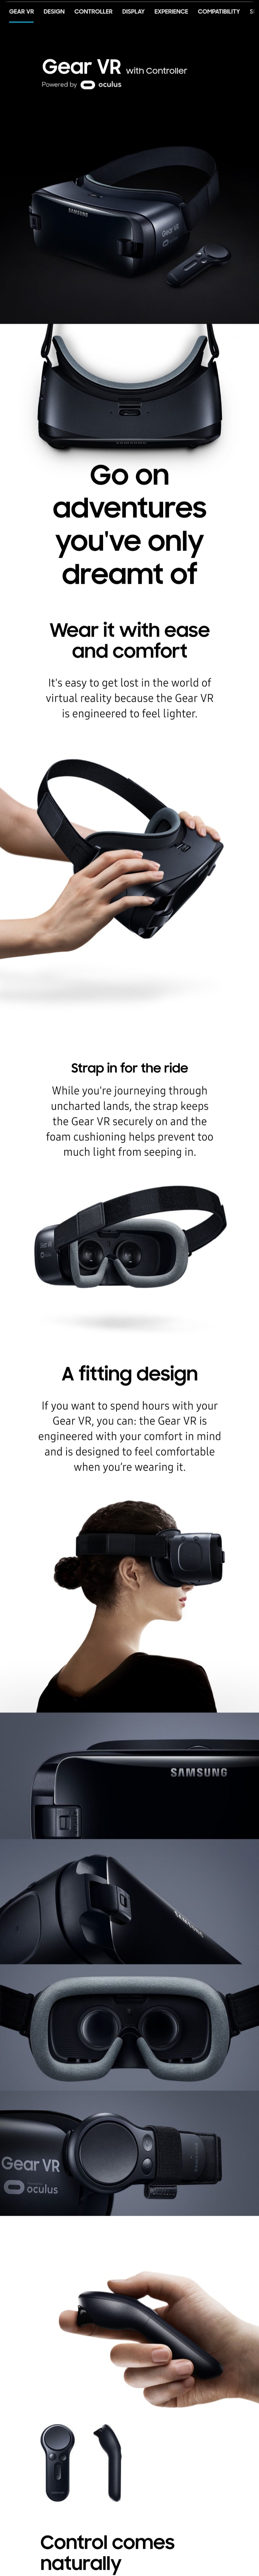 GEAR VR DESIGN CONTROLLER DISPLAY EXPERIENCE COMPATIBILITY S
Gear VR with controller
Powered by oculus
SAMSUNG
Gear VR
Go on
adventures
you've only
dreamt of
Wear it with ease
and comfort
It's easy to get lost in the world of
virtual reality because the Gear VR
is engineered to feel lighter.
Strap in for the ride
While you're journeying through
uncharted lands, the strap keeps
the Gear VR securely on and the
foam cushioning helps prevent too
much light from seeping in.
A fitting design
If you want to spend hours with your
Gear VR, you can: the Gear VR is
engineered with your comfort in mind
and is designed to feel comfortable
when you're wearing it.
SAMSUNG
Gear VR
oculus
SAMSUNG
Control comes
naturally